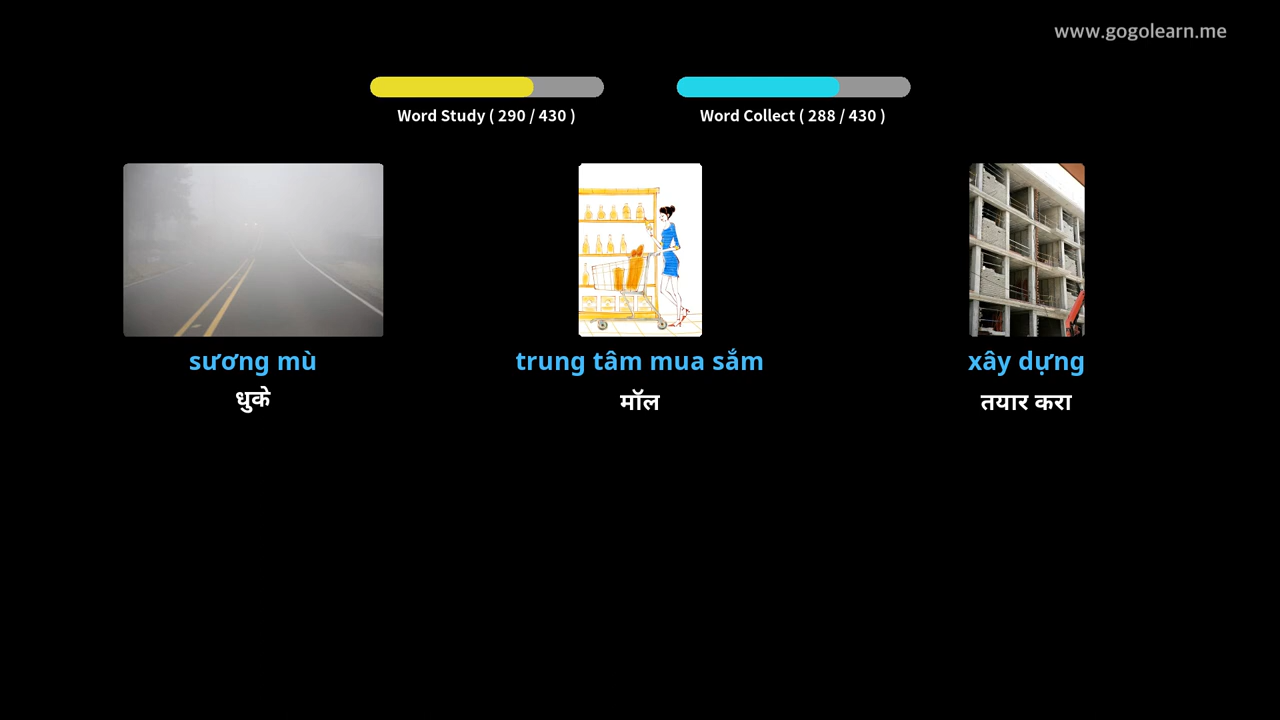 www.gogolearn.me
Word Study ( 290 / 430 )
Word Collect ( 288 / 430 )
sương mù
trung tâm mua sắm
xây dựng
धुके
मॉल
तयार करा